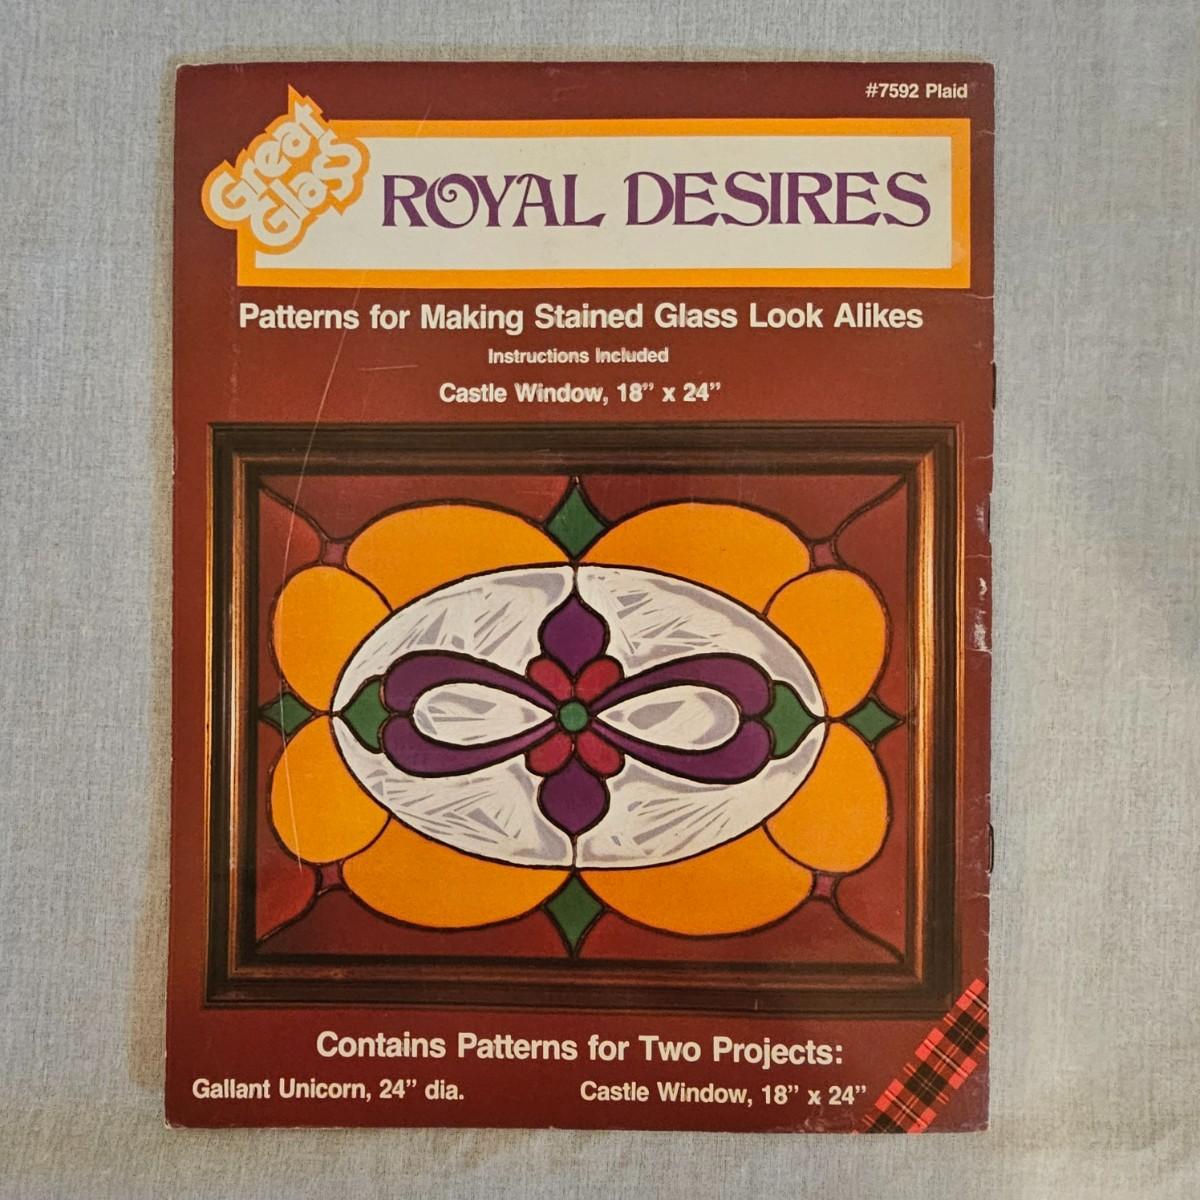 #7592 Plaid
Great
Glass
ROYAL DESIRES
Patterns for Making Stained Glass Look Alikes
Instructions Included
Castle Window, 18” x 24”
Contains Patterns for Two Projects:
Gallant Unicorn, 24” dia.
Castle Window, 18” x 24”